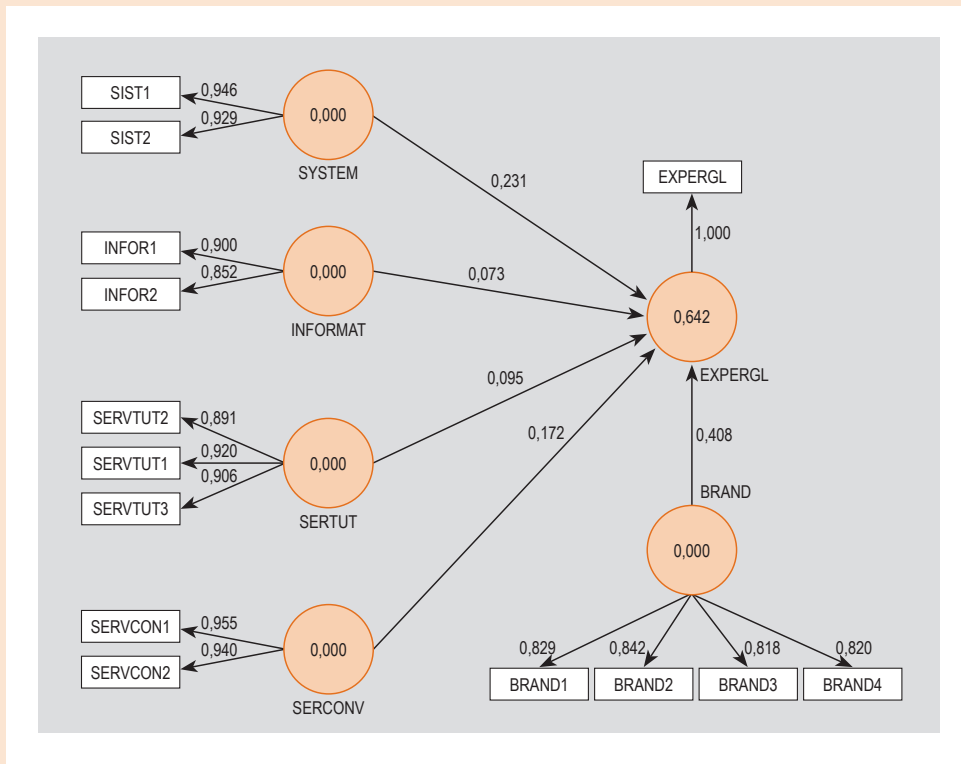 SIST1
0,946
SIST2
0,929
0,000
SYSTEM
0,231
INFOR1
0,900
INFOR2
0,852
0,000
INFORMAT
0,073
SERVTUT2
0,891
SERVTUT1
0,920
SERVTUT3
0,906
0,000
SERTUT
0,095
SERVCON1
0,955
SERVCON2
0,940
0,000
SERCONV
0,172
EXPERGL
1,000
0,642
EXPERGL
0,408
BRAND
0,000
0,829
0,842
0,818
0,820
BRAND1
BRAND2
BRAND3
BRAND4